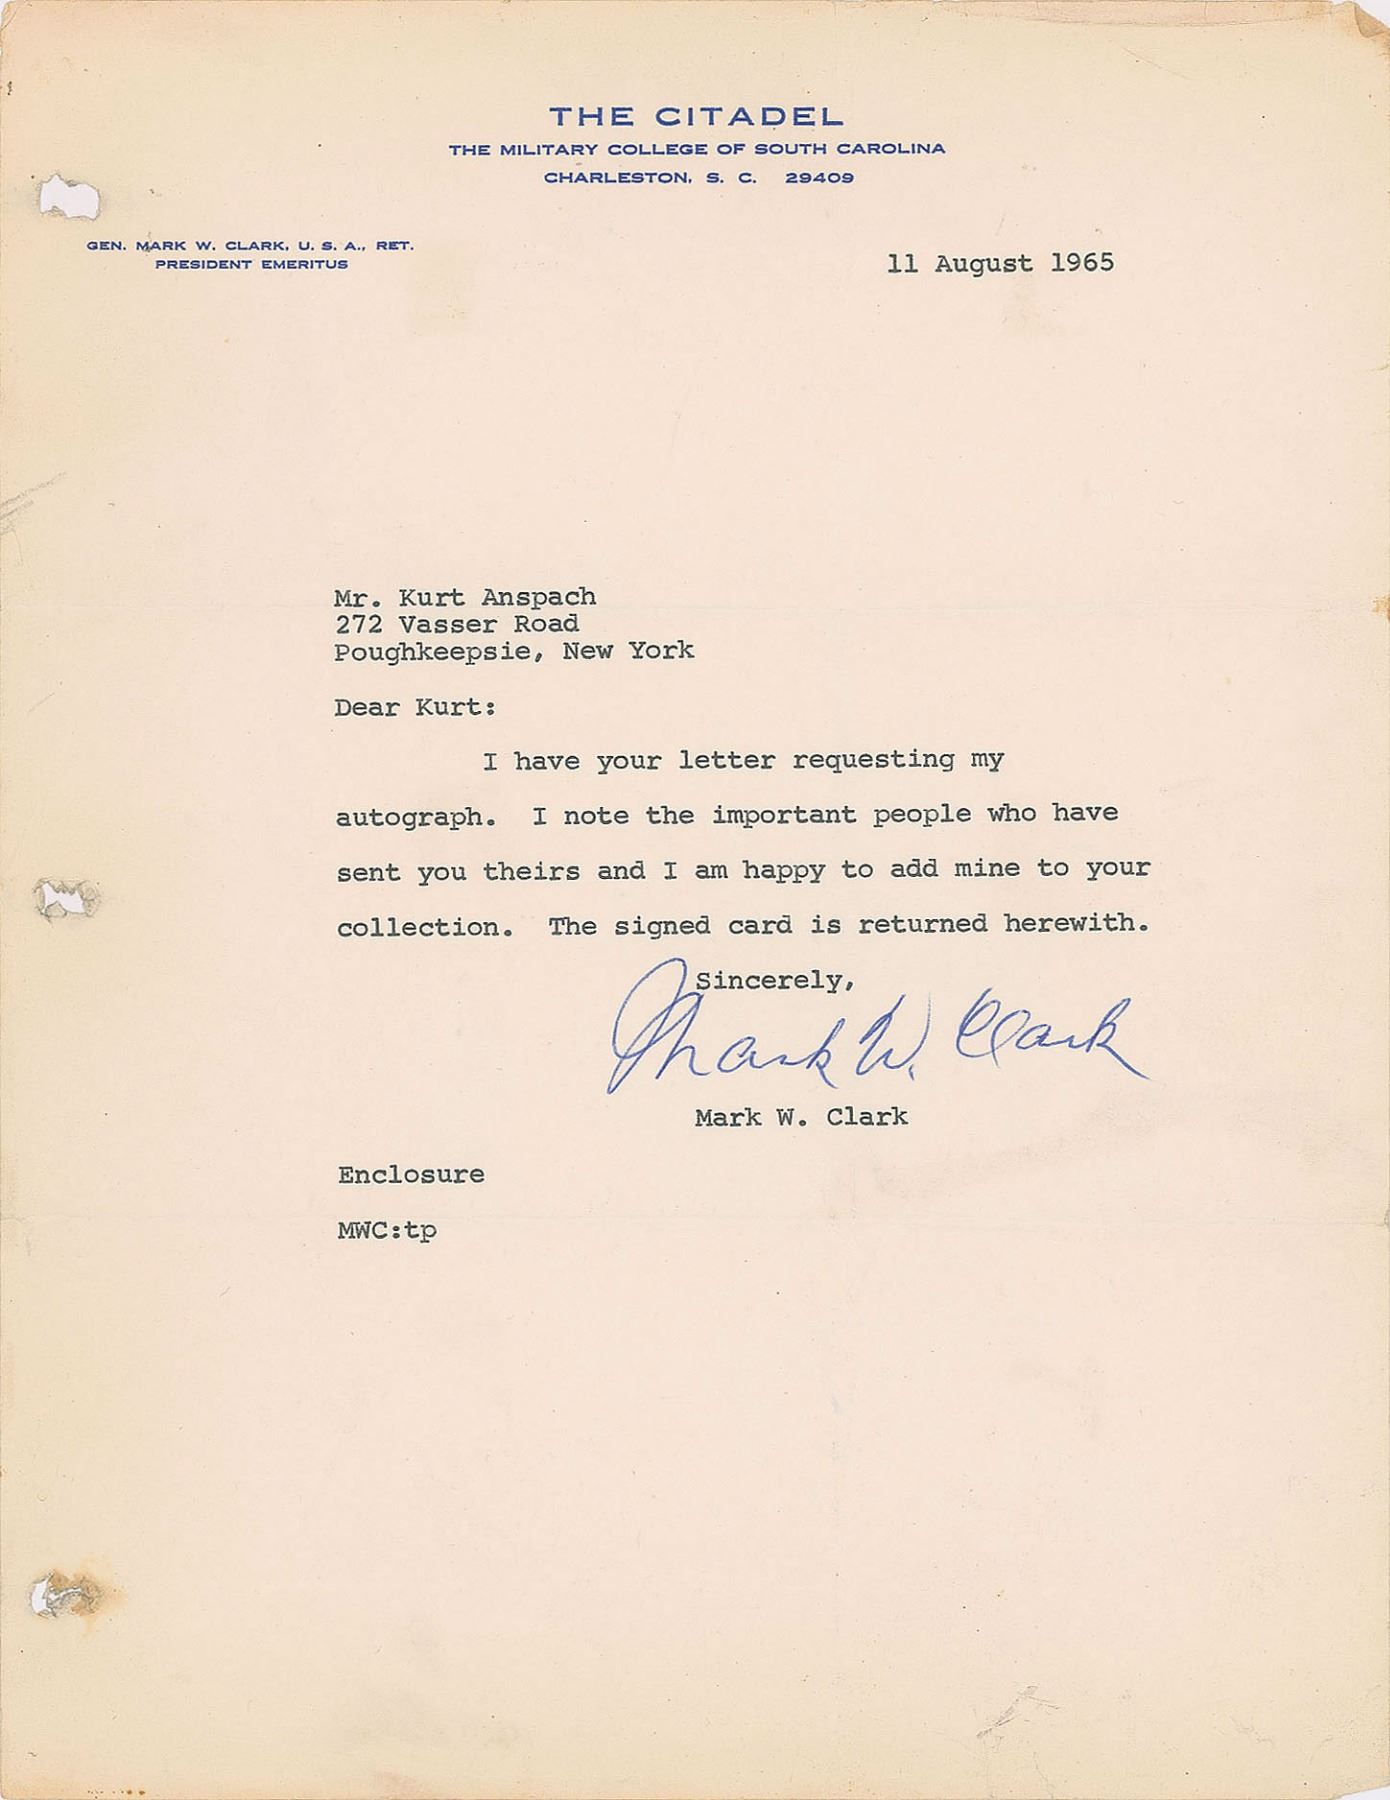 THE CITADEL
THE MILITARY COLLEGE OF SOUTH CAROLINA
CHARLESTON, S. C. 29409
GEN. MARK W. CLARK, U. S. A., RET.
PRESIDENT EMERITUS
11 August 1965
Mr. Kurt Anspach
272 Vasser Road
Poughkeepsie, New York
Dear Kurt:
I have your letter requesting my
autograph. I note the important people who have
sent you theirs and I am happy to add mine to your
collection. The signed card is returned herewith.
Sincerely,
Mark W. Clark
Mark W. Clark
Enclosure
MWC:tp